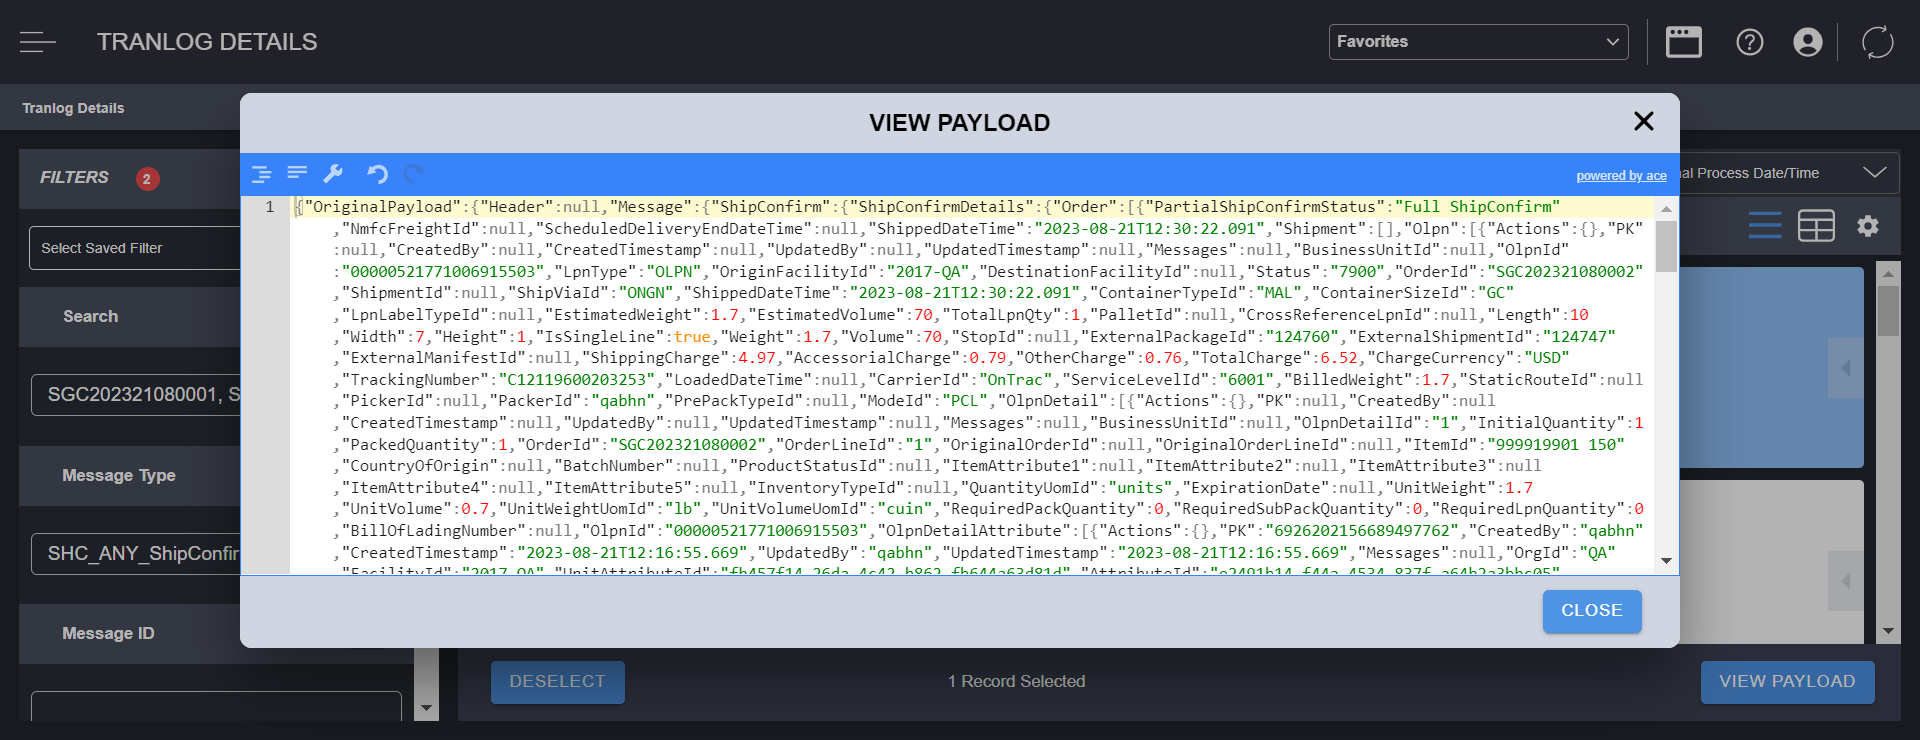 TRANLOG DETAILS
Favorites
Tranlog Details
VIEW PAYLOAD
FILTERS
2
powered by ace
al Process Date/Time
1
{"OriginalPayload":{"Header":null,"Message":{"ShipConfirm":{"ShipConfirmDetails":{"Order":[{"PartialShipConfirmStatus":"Full ShipConfirm"
,"NmfcFreightId":null,"ScheduledDeliveryEndDateTime":null,"ShippedDateTime":"2023-08-21T12:30:22.091","Shipment":[],"Olpn":[{"Actions":{},"PK"
:null,"CreatedBy":null,"CreatedTimestamp":null,"UpdatedBy":null,"UpdatedTimestamp":null,"Messages":null,"BusinessUnitId":null,"OlpnId"
:"00000521771006915503","LpnType":"OLPN","OriginFacilityId":"2017-QA","DestinationFacilityId":null,"Status":"7900","OrderId":"SGC202321080002"
,"ShipmentId":null,"ShipViaId":"ONGN","ShippedDateTime":"2023-08-21T12:30:22.091","ContainerTypeId":"MAL","ContainerSizeId":"GC"
,"LpnLabelTypeId":null,"EstimatedWeight":1.7,"EstimatedVolume":70,"TotalLpnQty":1,"PalletId":null,"CrossReferenceLpnId":null,"Length":10
,"Width":7,"Height":1,"IsSingleLine":true,"Weight":1.7,"Volume":70,"StopId":null,"ExternalPackageId":"124760","ExternalShipmentId":"124747"
,"ExternalManifestId":null,"ShippingCharge":4.97,"AccessorialCharge":0.79,"OtherCharge":0.76,"TotalCharge":6.52,"ChargeCurrency":"USD"
,"TrackingNumber":"C12119600203253","LoadedDateTime":null,"CarrierId":"OnTrac","ServiceLevelId":"6001","BilledWeight":1.7,"StaticRouteId":null
,"PickerId":null,"PackerId":"qabhn","PrePackTypeId":null,"ModeId":"PCL","OlpnDetail":[{"Actions":{},"PK":null,"CreatedBy":null
,"CreatedTimestamp":null,"UpdatedBy":null,"UpdatedTimestamp":null,"Messages":null,"BusinessUnitId":null,"OlpnDetailId":"1","InitialQuantity":1
,"PackedQuantity":1,"OrderId":"SGC202321080002","OrderLineId":"1","OriginalOrderId":null,"OriginalOrderLineId":null,"ItemId":"999919901 150"
,"CountryOfOrigin":null,"BatchNumber":null,"ProductStatusId":null,"ItemAttribute1":null,"ItemAttribute2":null,"ItemAttribute3":null
,"ItemAttribute4":null,"ItemAttribute5":null,"InventoryTypeId":null,"QuantityUomId":"units","ExpirationDate":null,"UnitWeight":1.7
,"UnitVolume":0.7,"UnitWeightUomId":"lb","UnitVolumeUomId":"cuin","RequiredPackQuantity":0,"RequiredSubPackQuantity":0,"RequiredLpnQuantity":0
,"BillOfLadingNumber":null,"OlpnId":"00000521771006915503","OlpnDetailAttribute":[{"Actions":{},"PK":"6926202156689497762","CreatedBy":"qabhn"
,"CreatedTimestamp":"2023-08-21T12:16:55.669","UpdatedBy":"qabhn","UpdatedTimestamp":"2023-08-21T12:16:55.669","Messages":null,"OrgId":"QA"
Select Saved Filter
Search
SGC202321080001, S
Message Type
SHC_ANY_ShipConfir
Message ID
CLOSE
DESELECT
1 Record Selected
VIEW PAYLOAD